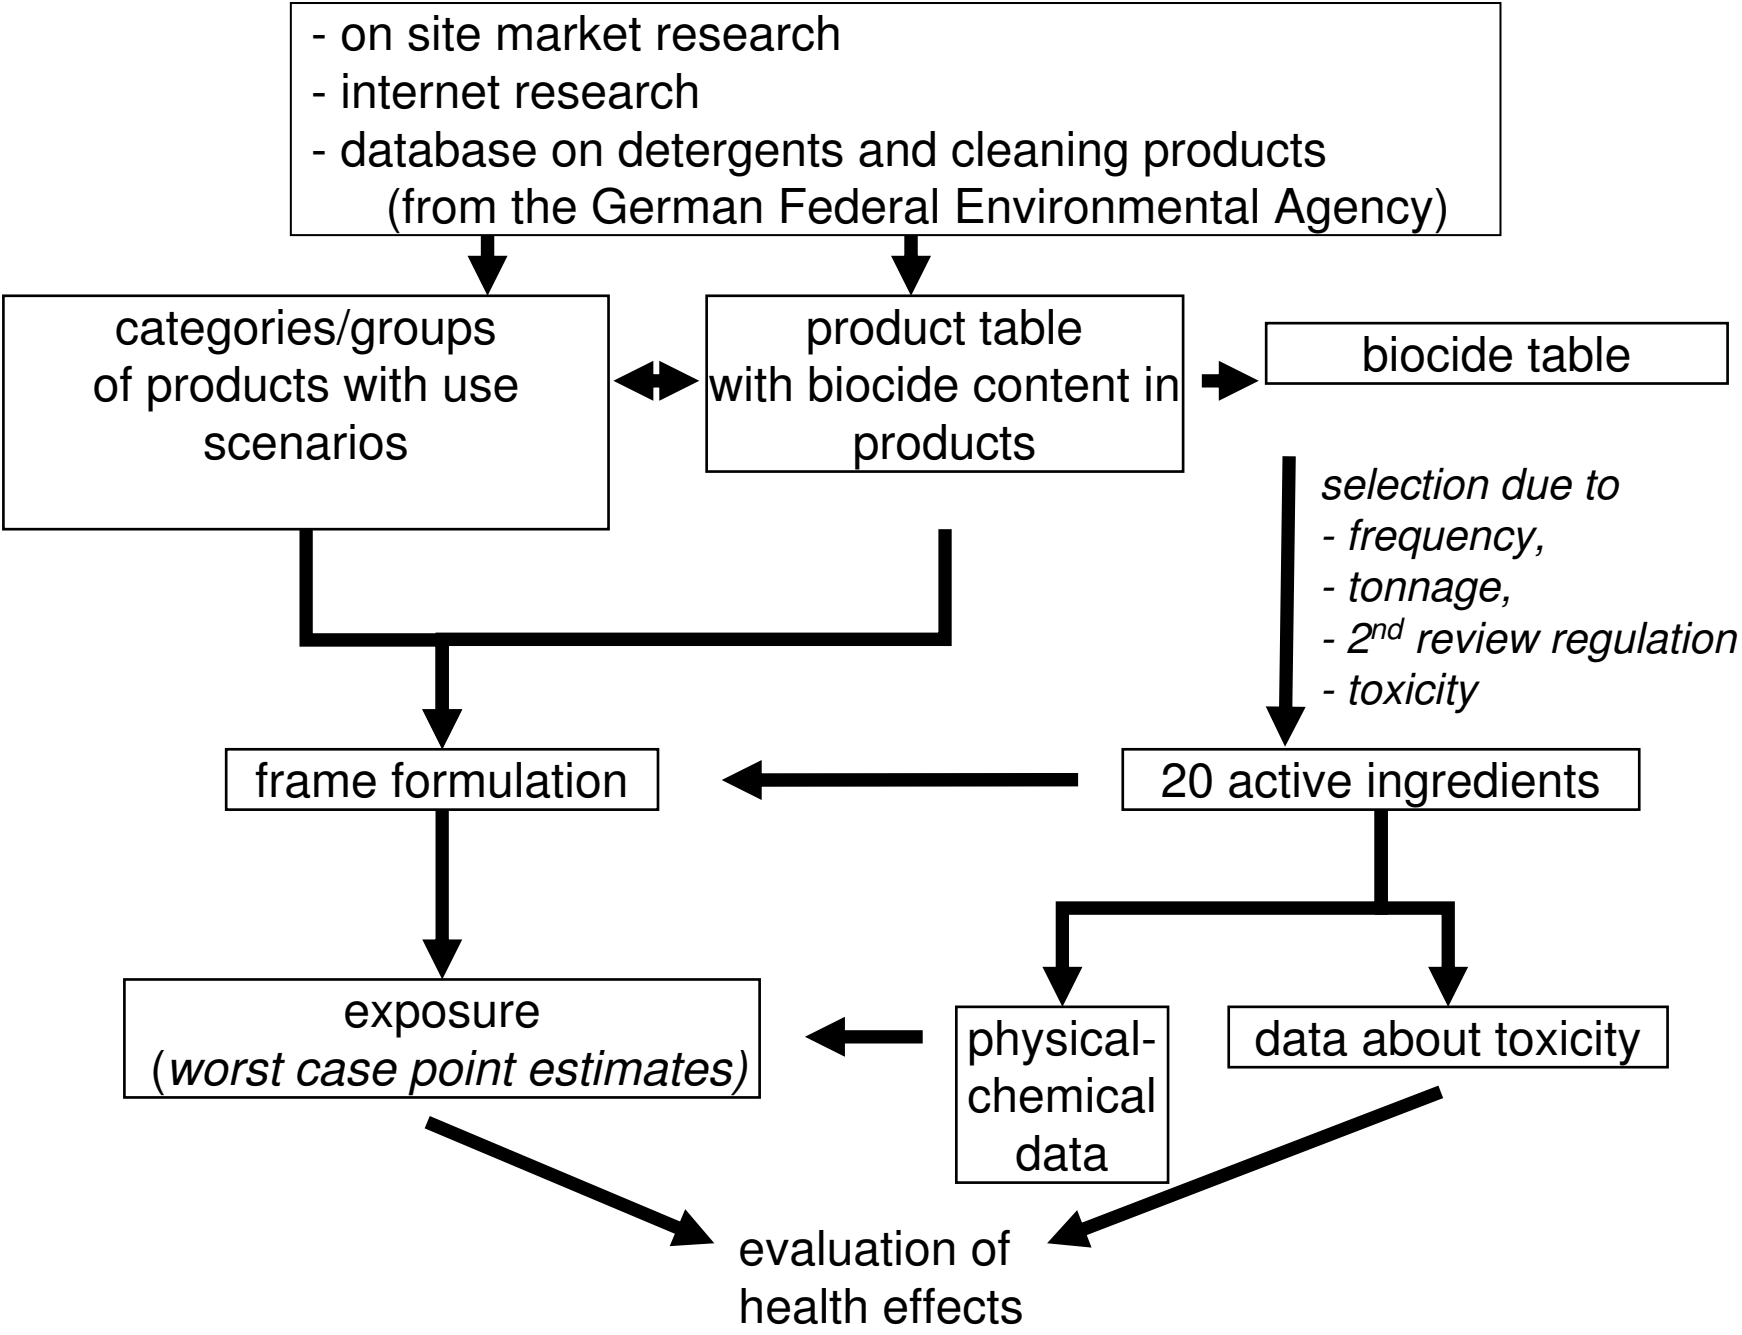 - on site market research
- internet research
- database on detergents and cleaning products
(from the German Federal Environmental Agency)
categories/groups
of products with use
scenarios
product table
with biocide content in
products
biocide table
selection due to
- frequency,
- tonnage,
- 2nd review regulation
- toxicity
frame formulation
20 active ingredients
exposure
(worst case point estimates)
physical-
chemical
data
data about toxicity
evaluation of
health effects